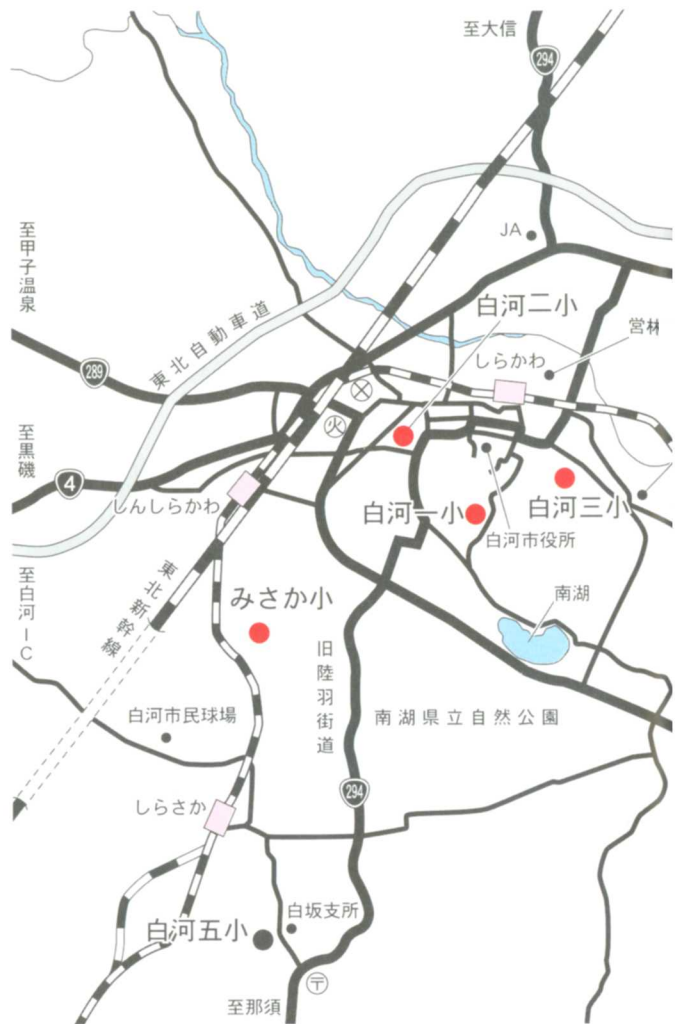 至大信
294
JA
至甲子温泉
白河二小
営林
東北自動車道
しらかわ
289
火
至黒磯
4
しんしらかわ
白河一小
白河三小
白河市役所
至白河IC
東北新幹線
みさか小
南湖
旧陸羽街道
白河市民球場
南湖県立自然公園
294
しらさか
白坂支所
白河五小
〒
至那須